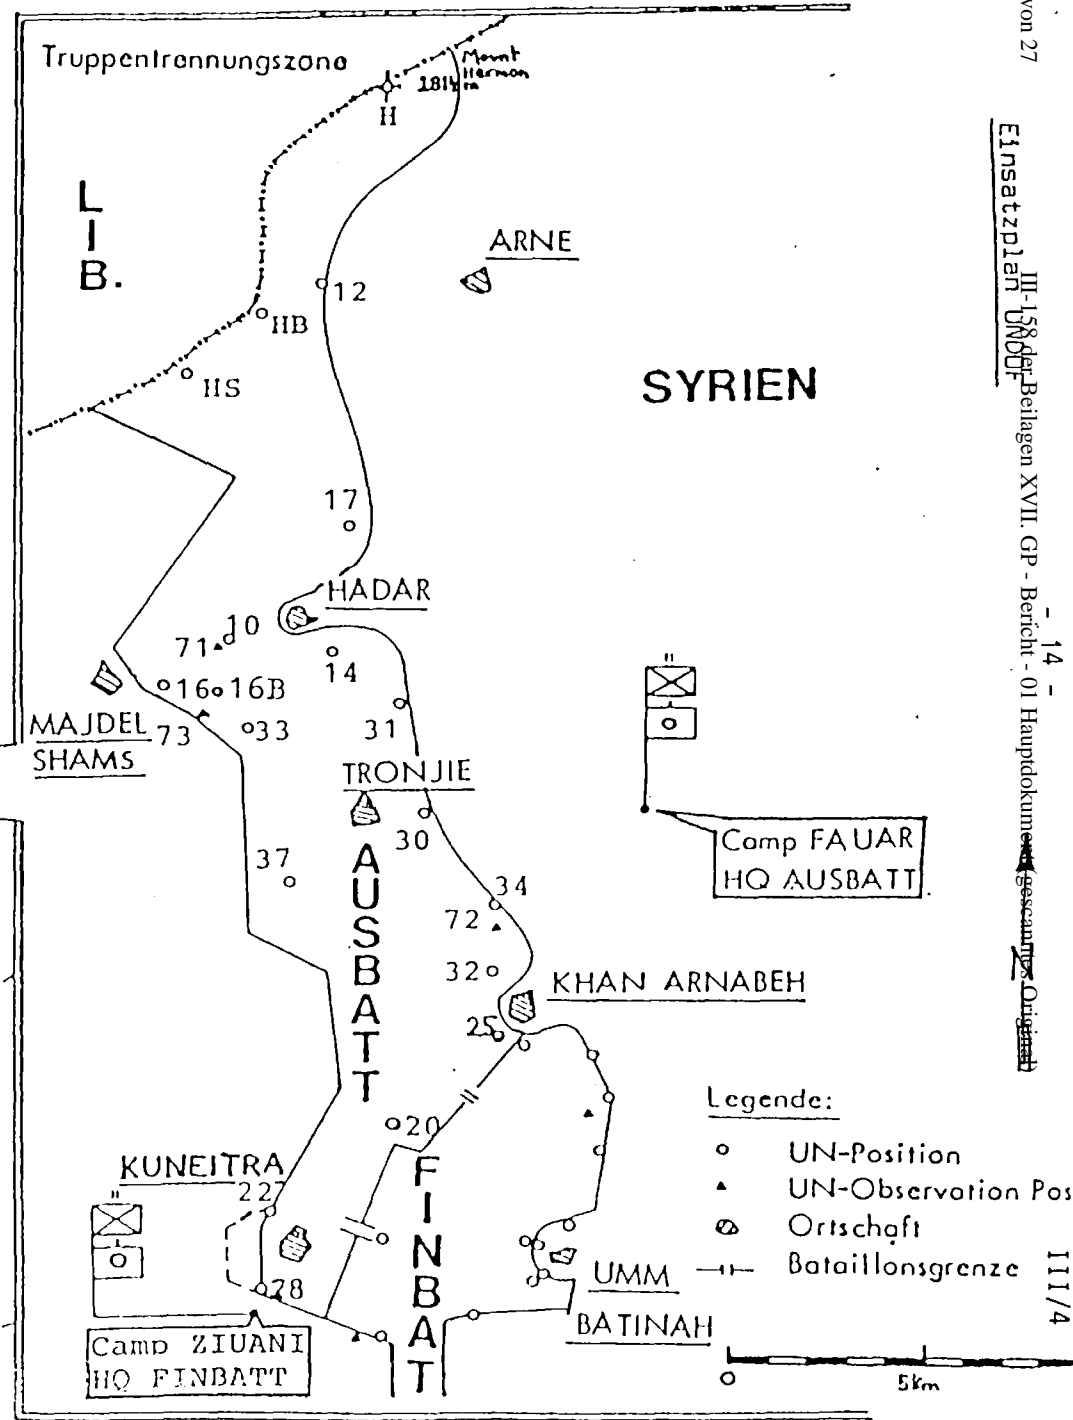 Truppentrennungszone
Mount
Hermon
2814
m
H
L
I
B.
ARNE
12
HB
HS
SYRIEN
17
HADAR
10
71
14
16
16B
MAJDEL
SHAMS
73
33
31
TRONJIE
30
37
AUSBATT
34
72
32
KHAN ARNABEH
25
Camp FAUAR
HQ AUSBATT
20
KUNEITRA
22
FINBAT
28
Camp ZIUANI
HQ FINBATT
UMM
BATINAH
Legende:
UN-Position
UN-Observation Pos
Ortschaft
Bataillonsgrenze
0
5Km
von 27
Einsatzplan UNDOF
III-158 der Beilagen XVII. GP - Bericht - 01 Hauptdokument (gescanntes Original)
- 14 -
N
III/4